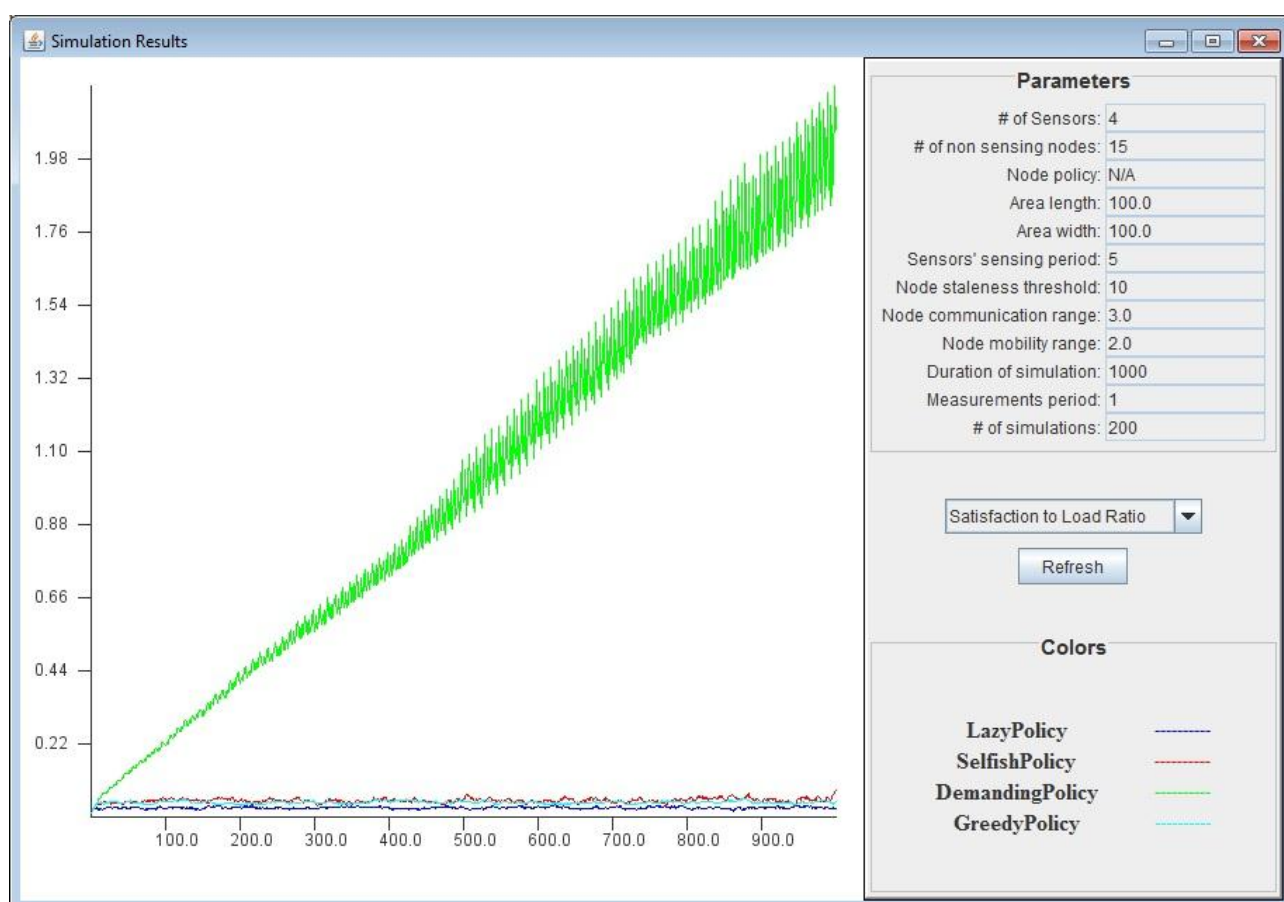 Simulation Results
1.98
1.76
1.54
1.32
1.10
0.88
0.66
0.44
0.22
100.0 200.0 300.0 400.0 500.0 600.0 700.0 800.0 900.0
Parameters
# of Sensors: 4
# of non sensing nodes: 15
Node policy: N/A
Area length: 100.0
Area width: 100.0
Sensors' sensing period: 5
Node staleness threshold: 10
Node communication range: 3.0
Node mobility range: 2.0
Duration of simulation: 1000
Measurements period: 1
# of simulations: 200
Satisfaction to Load Ratio
Refresh
Colors
LazyPolicy
SelfishPolicy
DemandingPolicy
GreedyPolicy